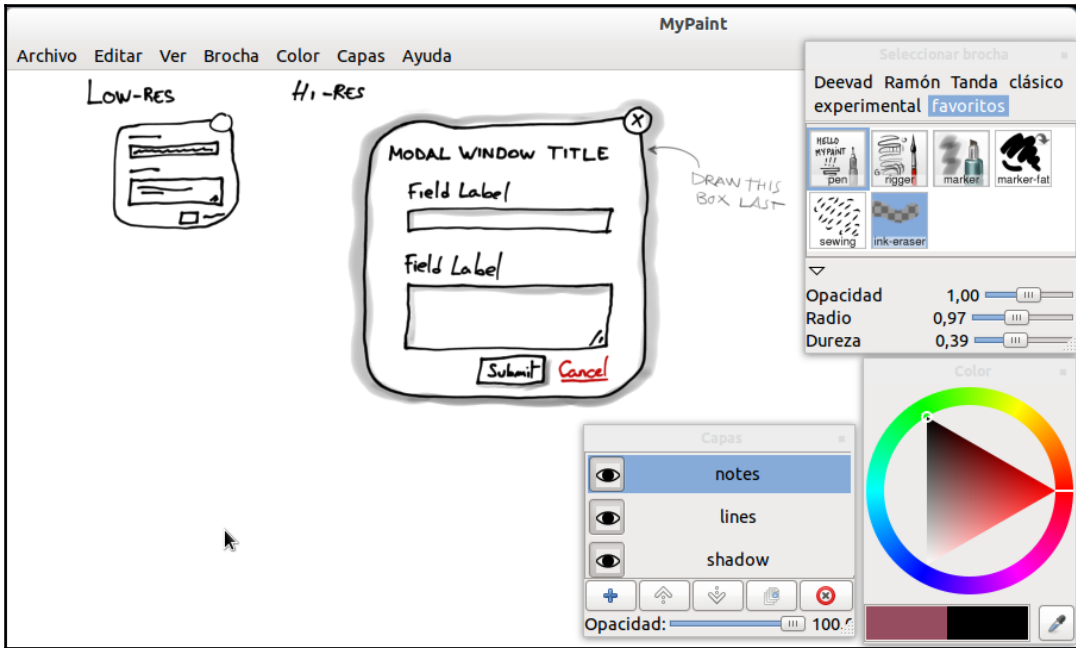 MyPaint
Archivo Editar Ver Brocha Color Capas Ayuda
LOW-RES
HI-RES
MODAL WINDOW TITLE
Field Label
Field Label
Submit Cancel
DRAW THIS
BOX LAST
Seleccionar brocha
Deevad Ramón Tanda clásico
experimental favoritos
HELLO
MYPAINT
!!!
pen rigger marker marker-fat
sewing ink-eraser
Opacidad 1,00
Radio 0,97
Dureza 0,39
Capas
notes
lines
shadow
Opacidad: 100
Color